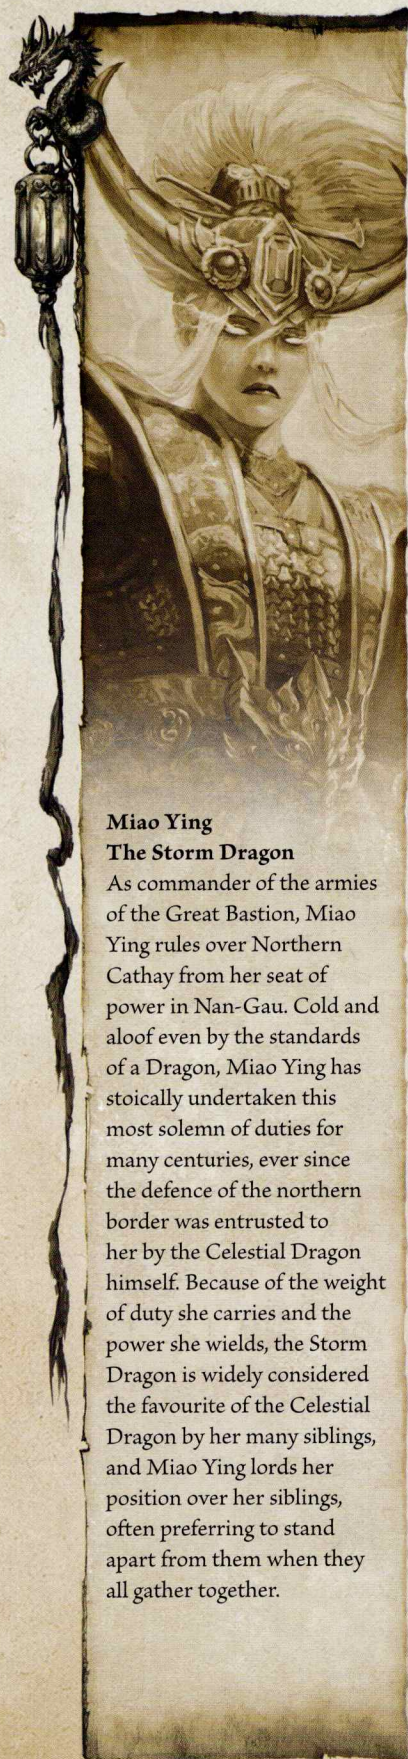 Miao Ying
The Storm Dragon
As commander of the armies
of the Great Bastion, Miao
Ying rules over Northern
Cathay from her seat of
power in Nan-Gau. Cold and
aloof even by the standards
of a Dragon, Miao Ying has
stoically undertaken this
most solemn of duties for
many centuries, ever since
the defence of the northern
border was entrusted to
her by the Celestial Dragon
himself. Because of the weight
of duty she carries and the
power she wields, the Storm
Dragon is widely considered
the favourite of the Celestial
Dragon by her many siblings,
and Miao Ying lords her
position over her siblings,
often preferring to stand
apart from them when they
all gather together.